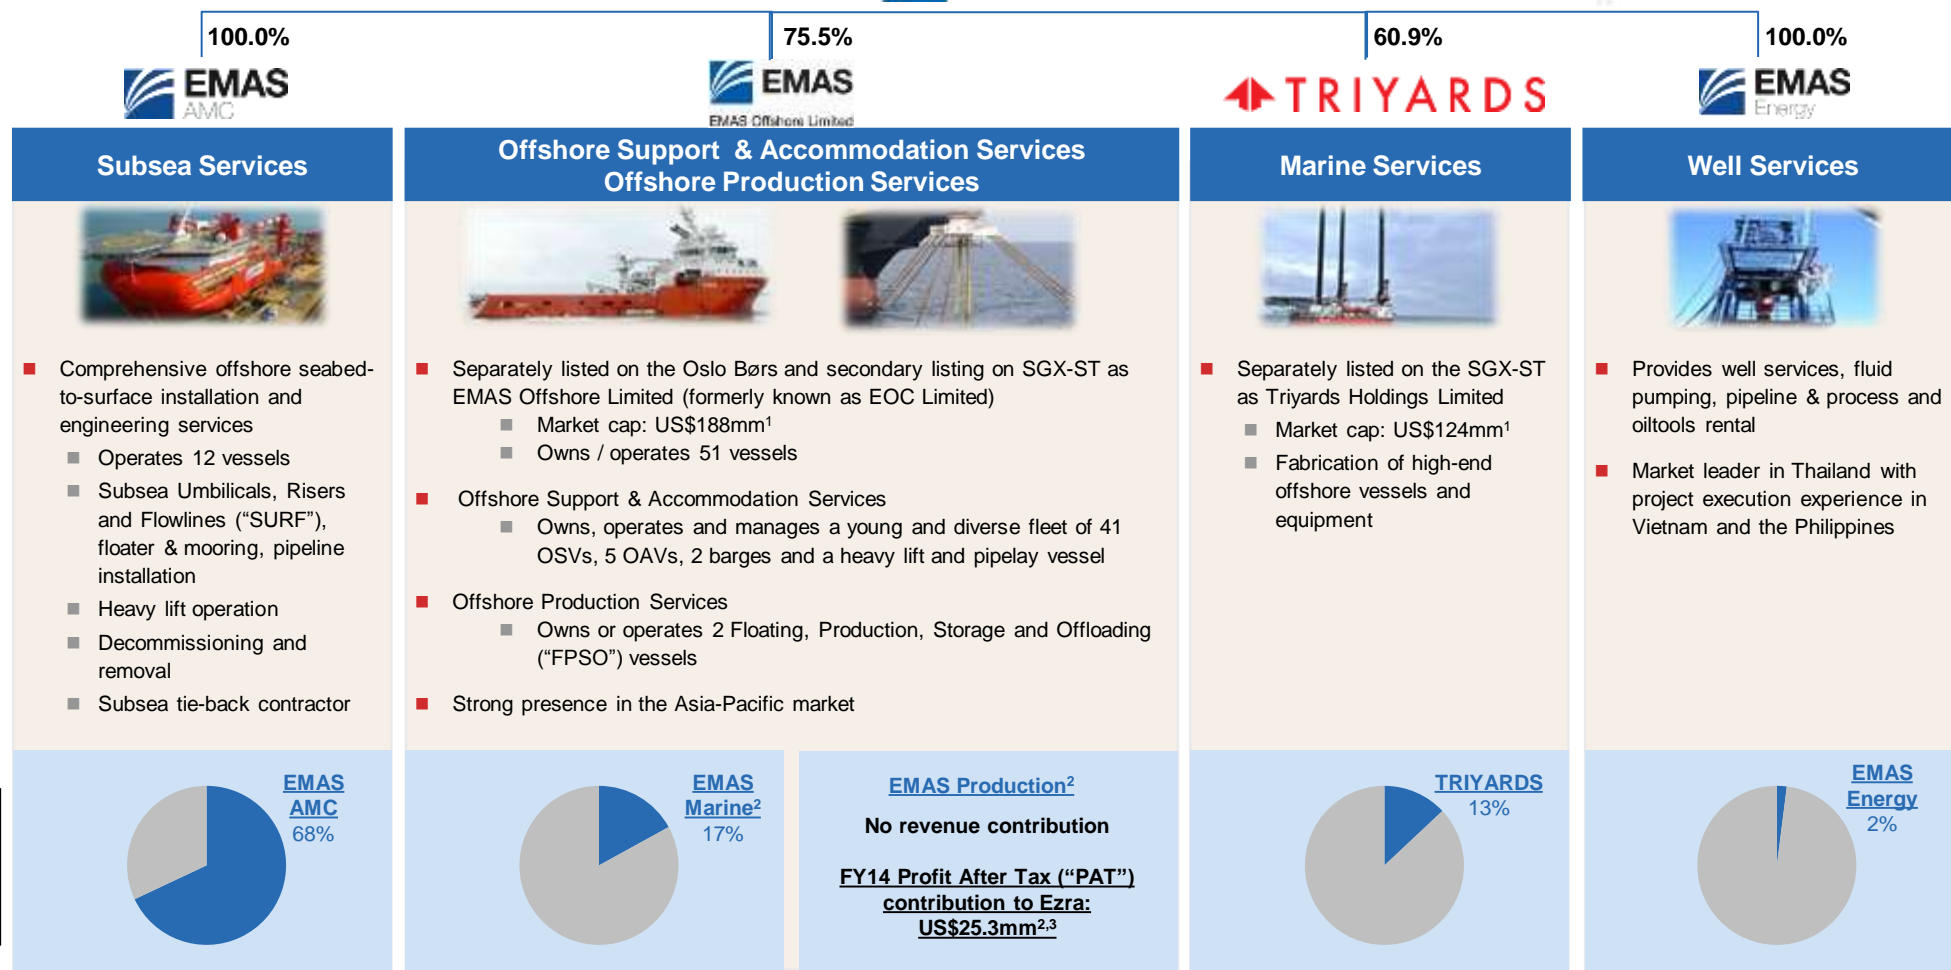 100.0%
75.5%
60.9%
100.0%
EMAS
AMC
EMAS
EMAS Offshore Limited
TRIYARDS
EMAS
Energy
Subsea Services
Offshore Support & Accommodation Services
Offshore Production Services
Marine Services
Well Services
Comprehensive offshore seabed-
to-surface installation and
engineering services
Operates 12 vessels
Subsea Umbilicals, Risers
and Flowlines (“SURF”),
floater & mooring, pipeline
installation
Heavy lift operation
Decommissioning and
removal
Subsea tie-back contractor
Separately listed on the Oslo Børs and secondary listing on SGX-ST as
EMAS Offshore Limited (formerly known as EOC Limited)
Market cap: US$188mm¹
Owns / operates 51 vessels
Offshore Support & Accommodation Services
Owns, operates and manages a young and diverse fleet of 41
OSVs, 5 OAVs, 2 barges and a heavy lift and pipelay vessel
Offshore Production Services
Owns or operates 2 Floating, Production, Storage and Offloading
(“FPSO”) vessels
Strong presence in the Asia-Pacific market
Separately listed on the SGX-ST
as Triyards Holdings Limited
Market cap: US$124mm¹
Fabrication of high-end
offshore vessels and
equipment
Provides well services, fluid
pumping, pipeline & process and
oiltools rental
Market leader in Thailand with
project execution experience in
Vietnam and the Philippines
EMAS
AMC
68%
EMAS
Marine²
17%
EMAS Production²
No revenue contribution
FY14 Profit After Tax (“PAT”)
contribution to Ezra:
US$25.3mm²,³
TRIYARDS
13%
EMAS
Energy
2%